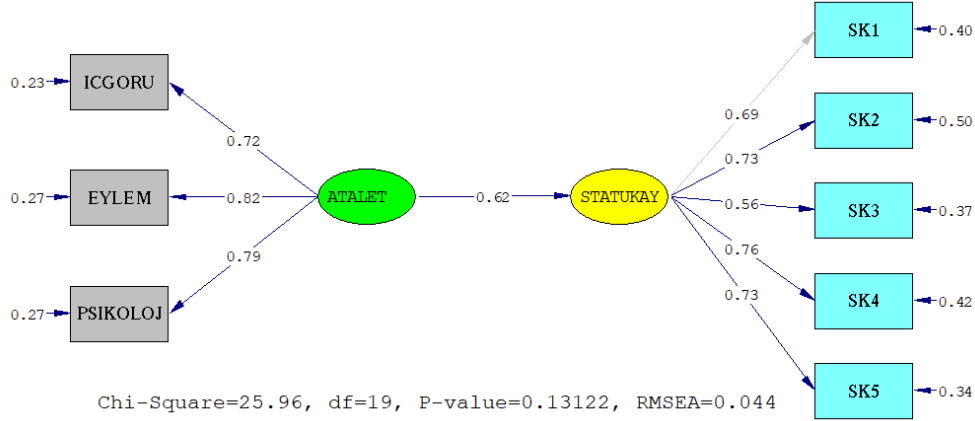 SK1
0.40
0.23
ICGORU
0.69
SK2
0.50
0.72
0.73
0.27
EYLEM
0.82
ATALET
0.62
STATUKAY
0.56
SK3
0.37
0.79
0.76
0.73
0.27
PSIKOLOJ
SK4
0.42
SK5
0.34
Chi-Square=25.96, df=19, P-value=0.13122, RMSEA=0.044